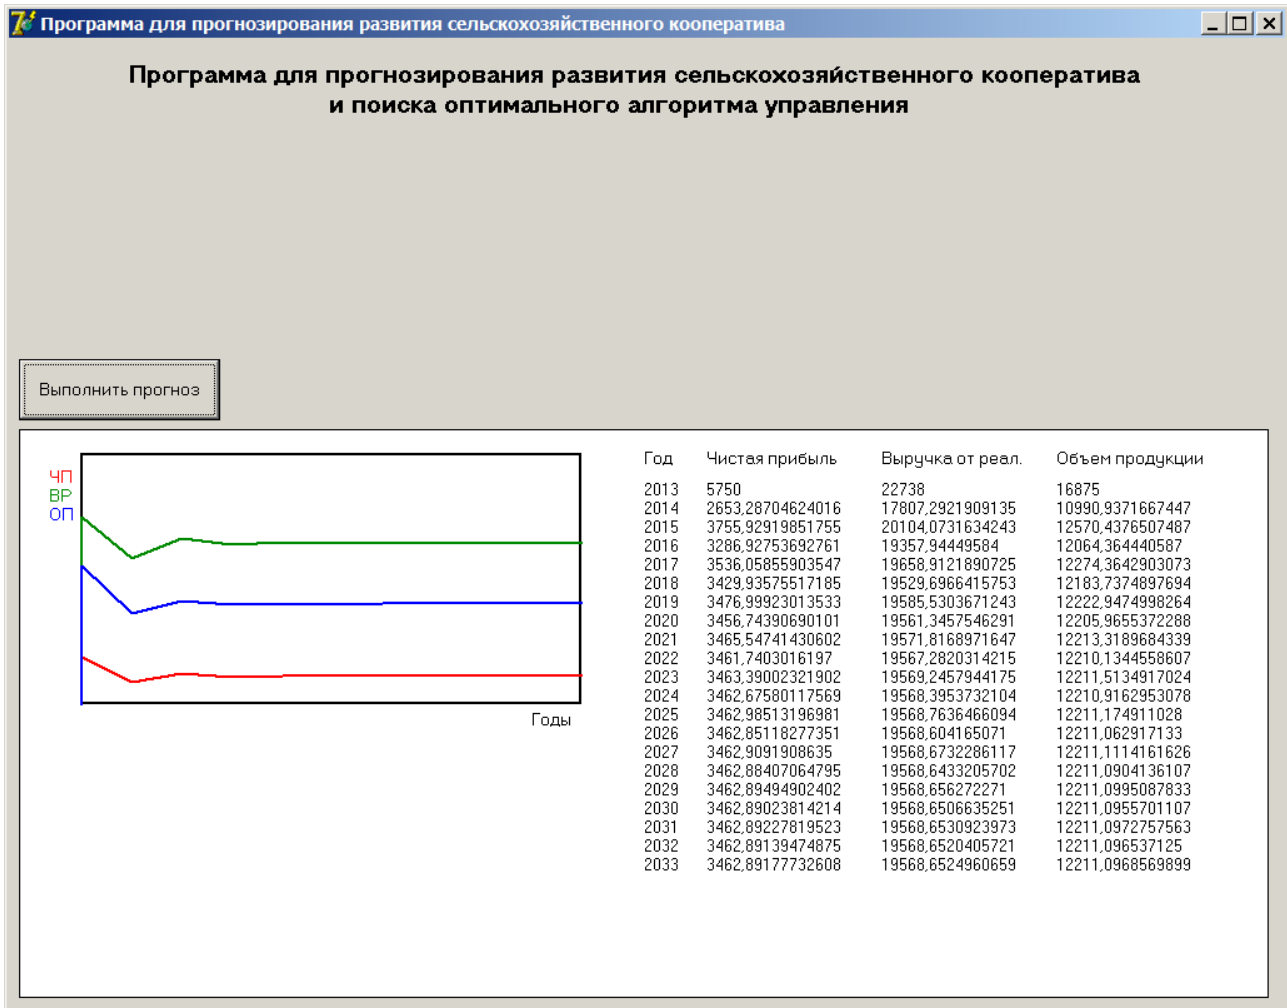 Программа для прогнозирования развития сельскохозяйственного кооператива
Программа для прогнозирования развития сельскохозяйственного кооператива
и поиска оптимального алгоритма управления
Выполнить прогноз
ЧП
ВР
ОП
Годы
Год Чистая прибыль Выручка от реал. Объем продукции
2013 5750 22738 16875
2014 2653,28704624016 17807,2921909135 10990,9371667447
2015 3755,92919851755 20104,0731634243 12570,4376507487
2016 3286,92753692761 19357,94449584 12064,364440587
2017 3536,05855903547 19658,9121890725 12274,3642903073
2018 3429,93575517185 19529,6966415753 12183,7374897694
2019 3476,99923013533 19585,5303671243 12222,9474998264
2020 3456,74390690101 19561,3457546291 12205,9655372288
2021 3465,54741430602 19571,8168971647 12213,3189684339
2022 3461,7403016197 19567,2820314215 12210,1344558607
2023 3463,39002321902 19569,2457944175 12211,5134917024
2024 3462,67580117569 19568,3953732104 12210,9162953078
2025 3462,98513196981 19568,7636466094 12211,174911028
2026 3462,85118277351 19568,604165071 12211,062917133
2027 3462,9091908635 19568,6732286117 12211,1114161626
2028 3462,88407064795 19568,6433205702 12211,0904136107
2029 3462,89494902402 19568,656272271 12211,0995087833
2030 3462,89023814214 19568,6506635251 12211,0955701107
2031 3462,89227819523 19568,6530923973 12211,0972757563
2032 3462,89139474875 19568,6520405721 12211,096537125
2033 3462,89177732608 19568,6524960659 12211,0968569899